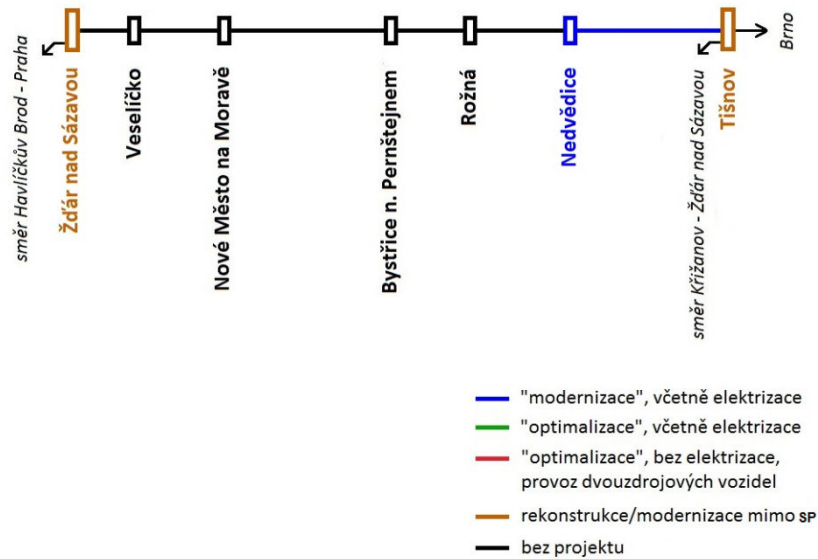 směr Havlíčkův Brod - Praha
Žďár nad Sázavou
Veselíčko
Nové Město na Moravě
Bystřice n. Pernštejnem
Rožná
Nedvědice
směr Křižanov - Žďár nad Sázavou
Tišnov
Brno
"modernizace", včetně elektrizace
"optimalizace", včetně elektrizace
"optimalizace", bez elektrizace,
provoz dvouzdrojových vozidel
rekonstrukce/modernizace mimo SP
bez projektu